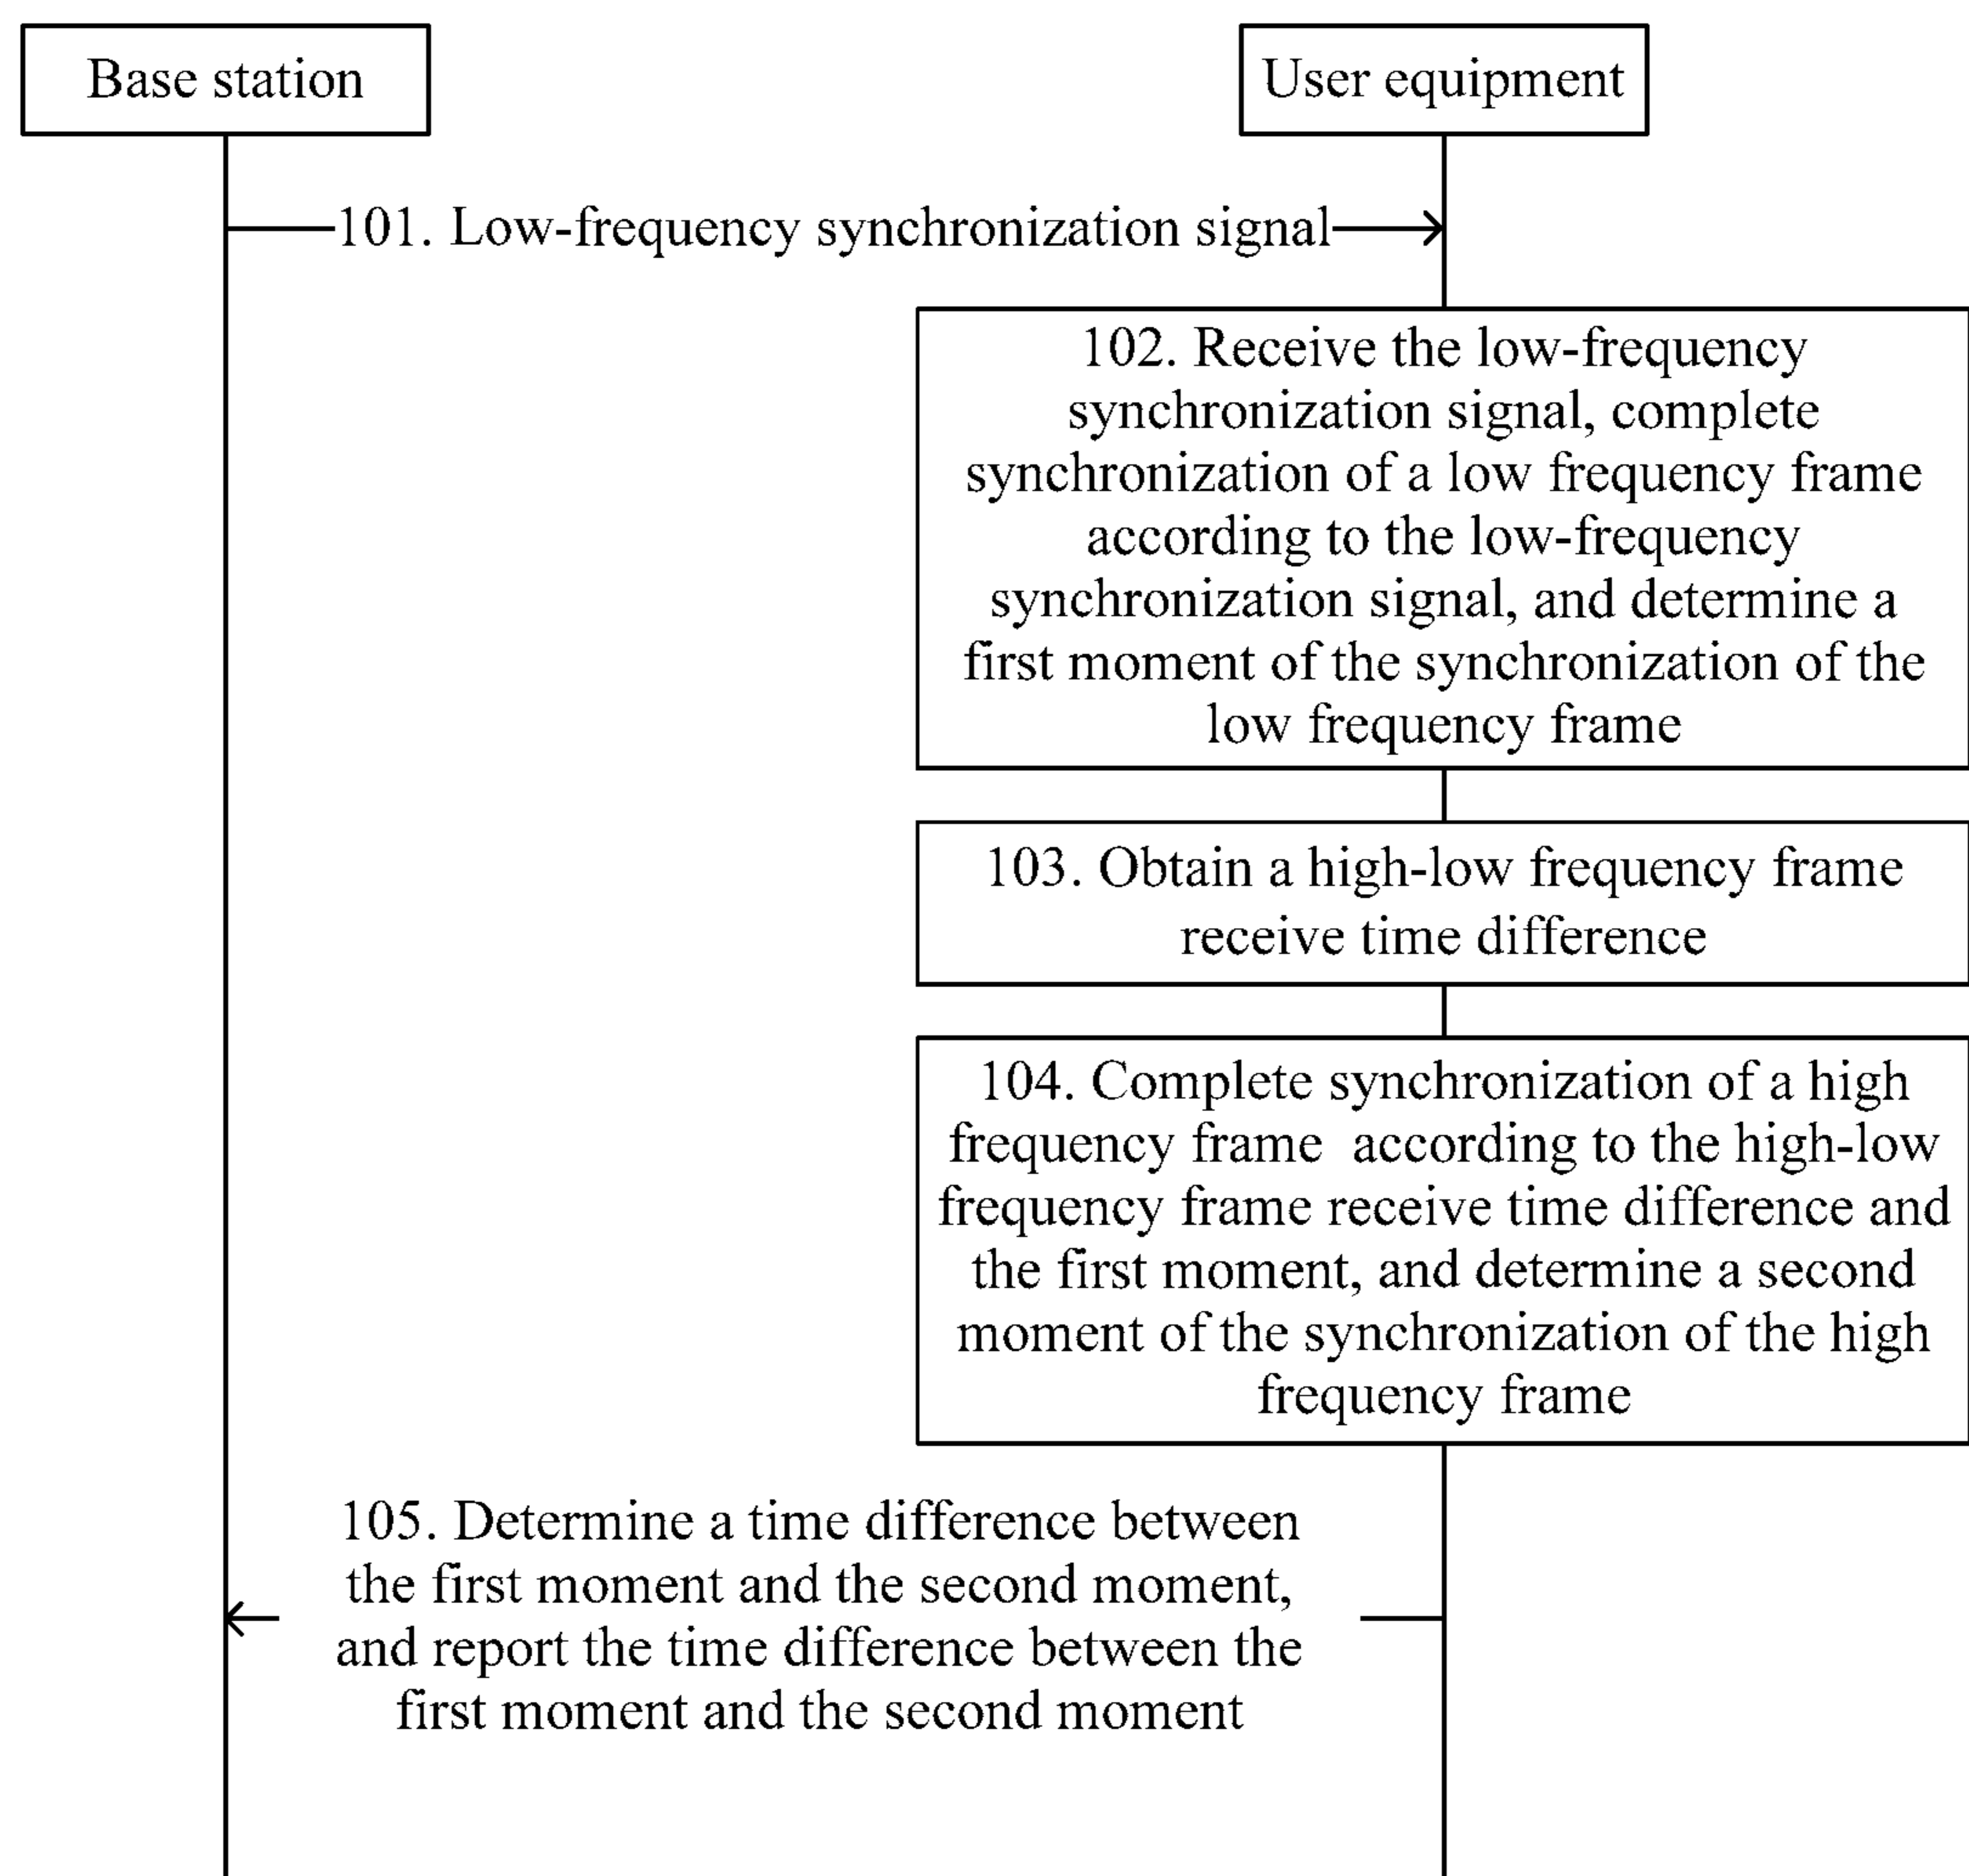 Base station
User equipment
101. Low-frequency synchronization signal
102. Receive the low-frequency
synchronization signal, complete
synchronization of a low frequency frame
according to the low-frequency
synchronization signal, and determine a
first moment of the synchronization of the
low frequency frame
103. Obtain a high-low frequency frame
receive time difference
104. Complete synchronization of a high
frequency frame according to the high-low
frequency frame receive time difference and
the first moment, and determine a second
moment of the synchronization of the high
frequency frame
105. Determine a time difference between
the first moment and the second moment,
and report the time difference between the
first moment and the second moment